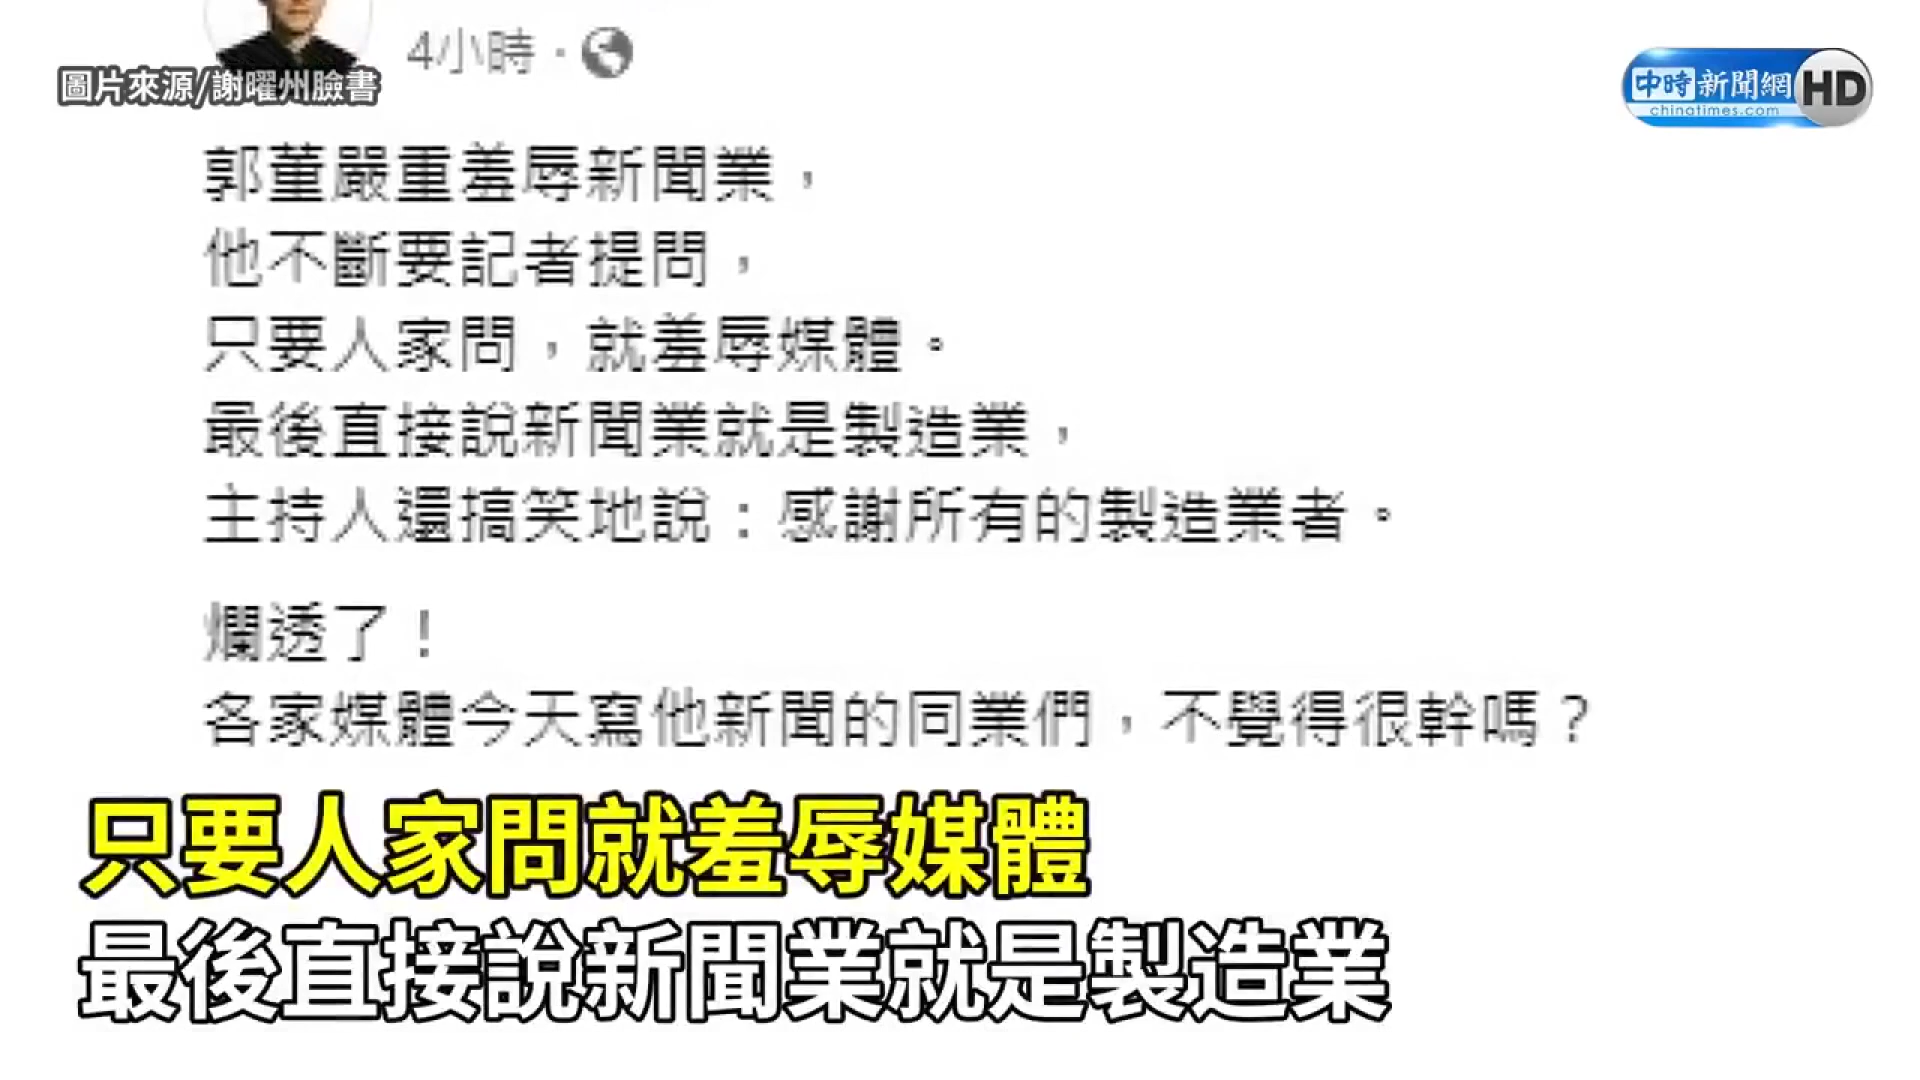 4小時·
圖片來源/謝曜州臉書
中時新聞網HD
chinatimes.com
郭董嚴重羞辱新聞業，
他不斷要記者提問，
只要人家問，就羞辱媒體。
最後直接說新聞業就是製造業，
主持人還搞笑地說：感謝所有的製造業者。
爛透了！
各家媒體今天寫他新聞的同業們，不覺得很幹嗎？
只要人家問就羞辱媒體
最後直接說新聞業就是製造業